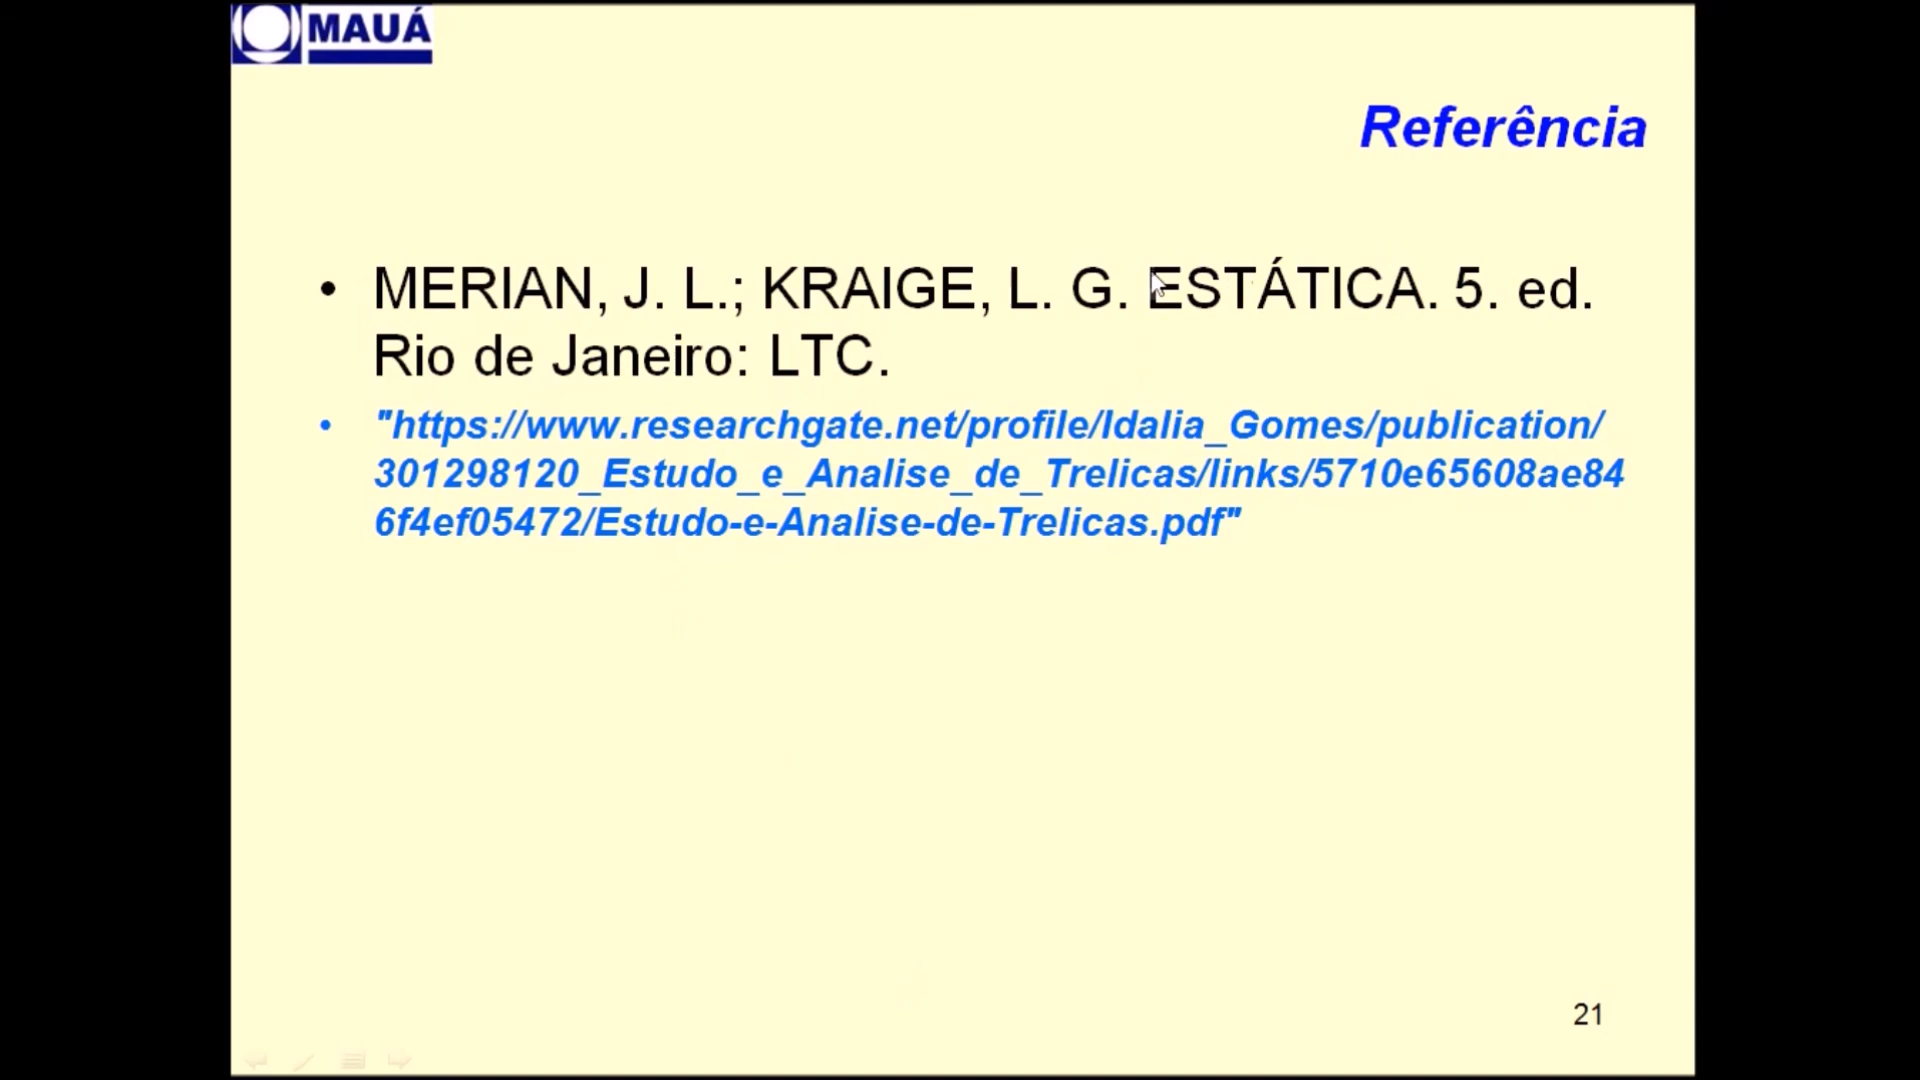 MAUÁ
Referência
• MERIAN, J. L.; KRAIGE, L. G. ESTÁTICA. 5. ed.
Rio de Janeiro: LTC.
• "https://www.researchgate.net/profile/Idalia_Gomes/publication/
301298120_Estudo_e_Analise_de_Trelicas/links/5710e65608ae84
6f4ef05472/Estudo-e-Analise-de-Trelicas.pdf"
21